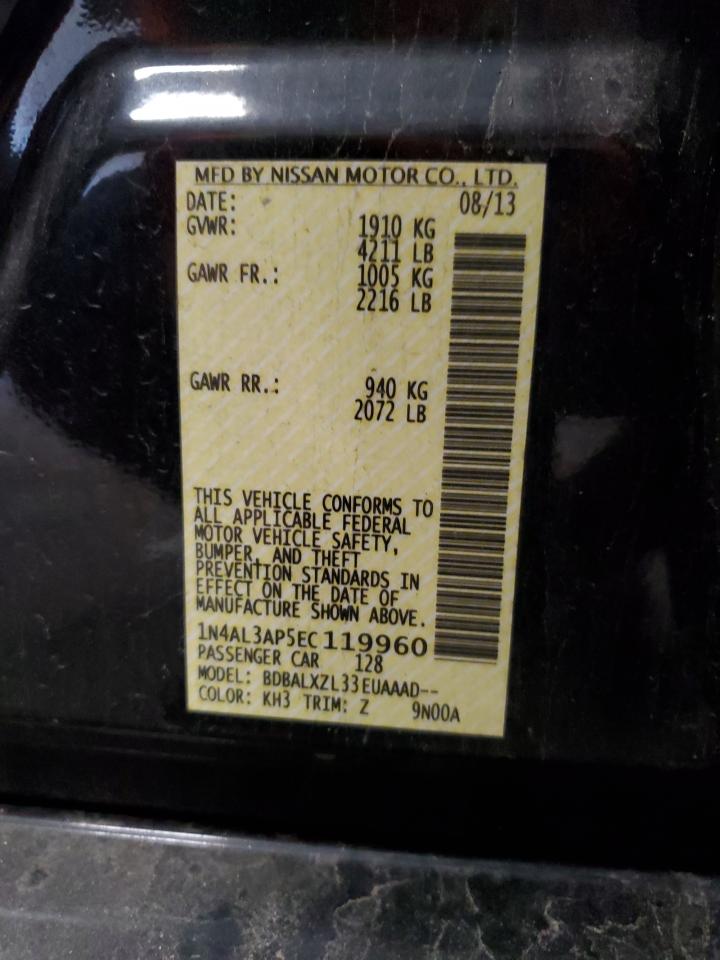 MFD BY NISSAN MOTOR CO., LTD.
DATE: 08/13
GVWR: 1910 KG
4211 LB
GAWR FR.: 1005 KG
2216 LB
GAWR RR.: 940 KG
2072 LB
THIS VEHICLE CONFORMS TO
ALL APPLICABLE FEDERAL
MOTOR VEHICLE SAFETY,
BUMPER, AND THEFT
PREVENTION STANDARDS IN
EFFECT ON THE DATE OF
MANUFACTURE SHOWN ABOVE.
1N4AL3AP5EC119960
PASSENGER CAR 128
MODEL: BDBALXZL33EUAAAD--
COLOR: KH3 TRIM: Z 9N00A